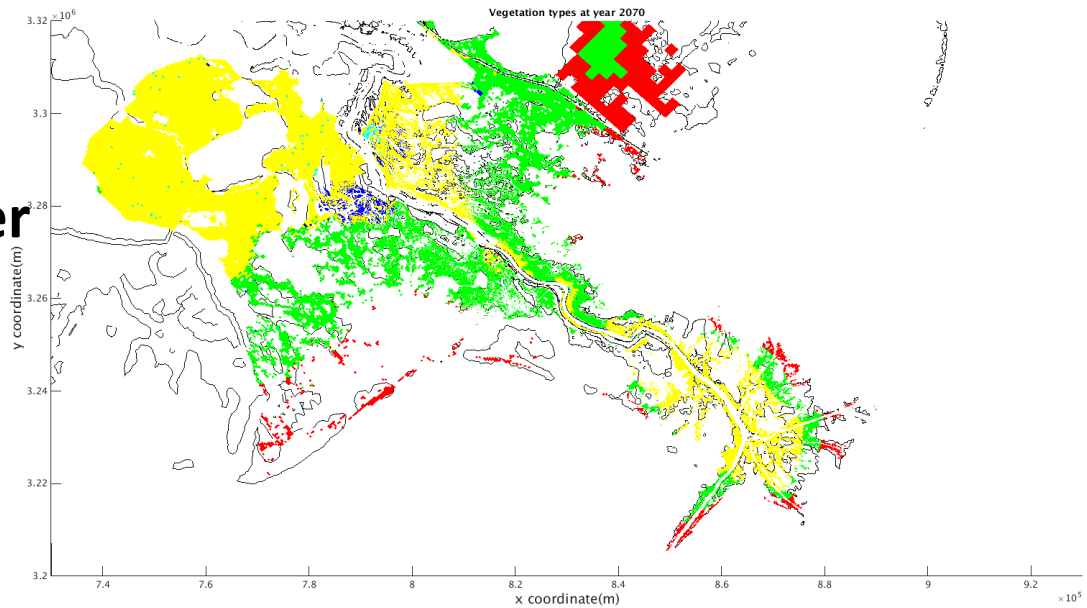 Vegetation types at year 2070
×10⁶
3.32
3.3
3.28
er
3.26
3.24
3.22
3.2
y coordinate(m)
7.4 7.6 7.8 8 8.2 8.4 8.6 8.8 9 9.2
×10⁵
x coordinate(m)